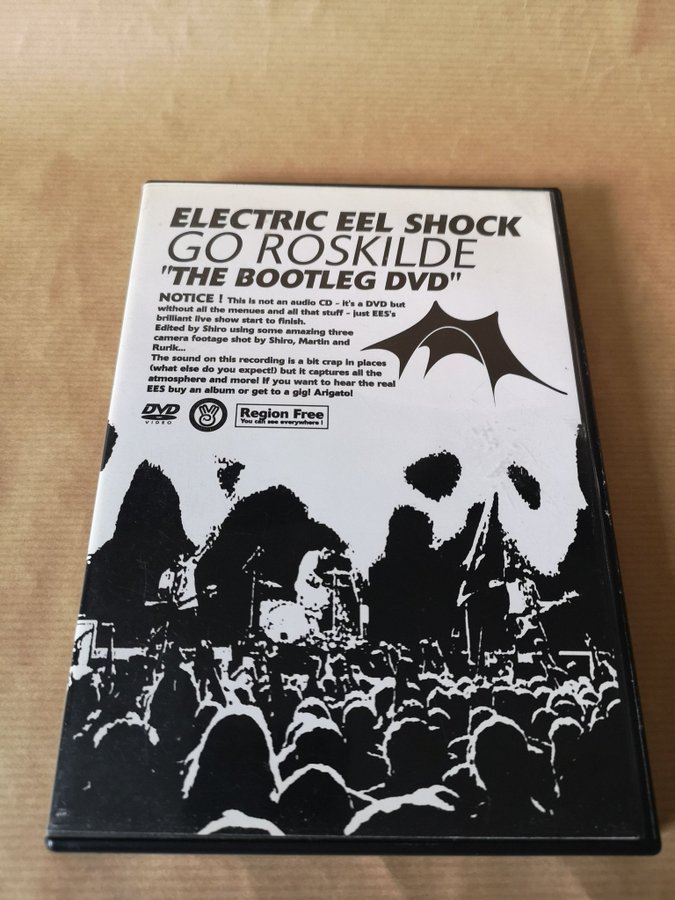 ELECTRIC EEL SHOCK
GO ROSKILDE
"THE BOOTLEG DVD"
NOTICE ! This is not an audio CD – it's a DVD but
without all the menues and all that stuff – just EES's
brilliant live show start to finish.
Edited by Shiro using some amazing three
camera footage shot by Shiro, Martin and
Rurik...
The sound on this recording is a bit crap in places
(what else do you expect!) but it captures all the
atmosphere and more! If you want to hear the real
EES buy an album or get to a gig! Arigato!
DVD
VIDEO
Region Free
You can see everywhere !